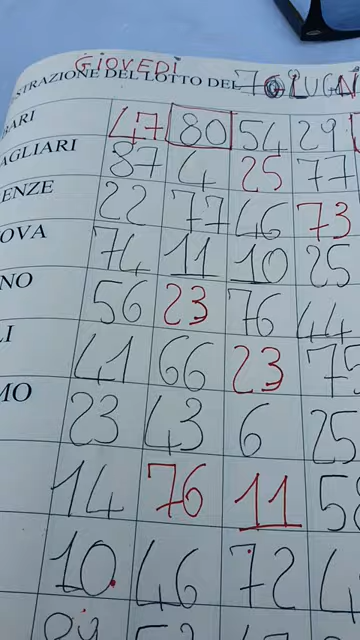 GIOVEDI
STRAZIONE DEL LOTTO DEL
BARI 47 80 54 29
AGLIARI 87 4 25 77
ENZE 22 77 46 73
OVA 74 11 10 25
NO 56 23 76 44
LI 41 66 23 75
MO 23 43 6 25
14 76 11
10 46 72